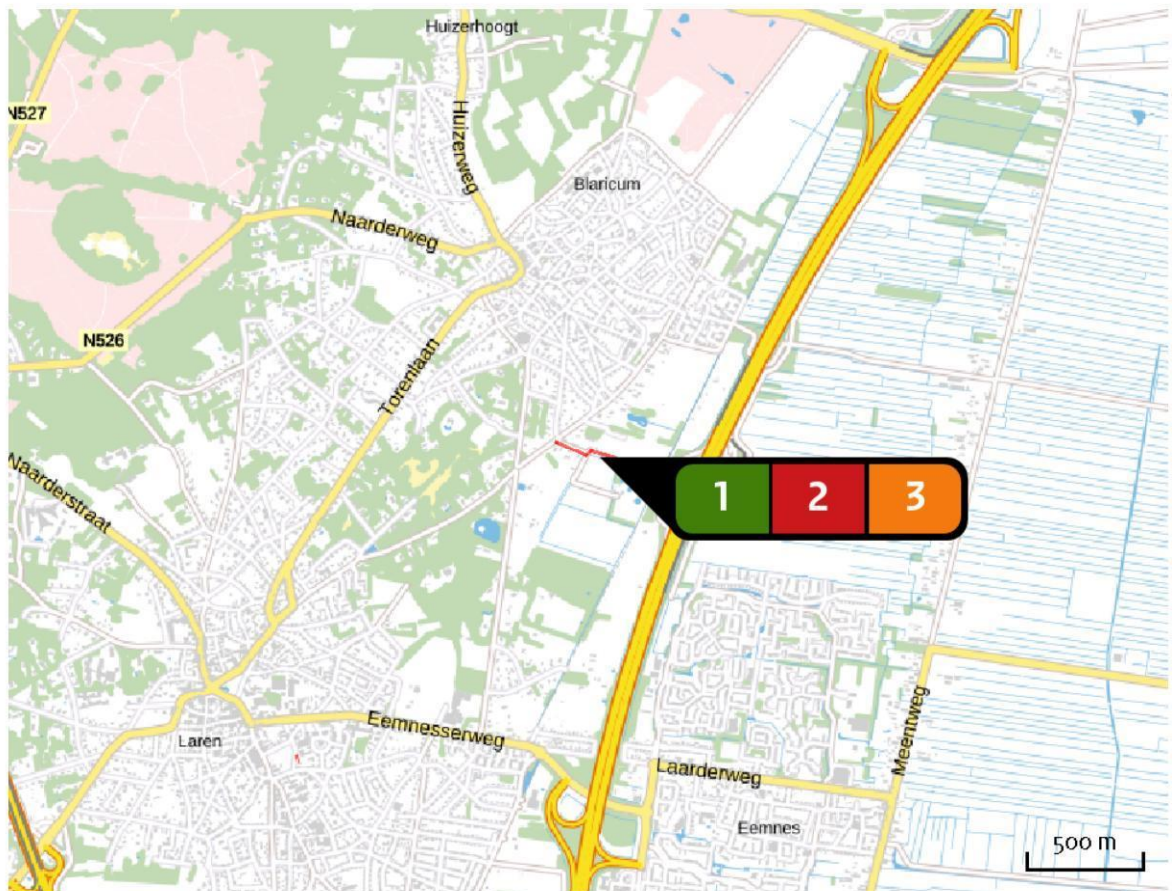 Huizerhoogt
N527
Huizerweg
Blaricum
Naarderweg
N526
Torenlaan
1 2 3
Naarderstraat
Meentweg
Eemnesserweg
Laren
Laarderweg
Eemnes
500 m